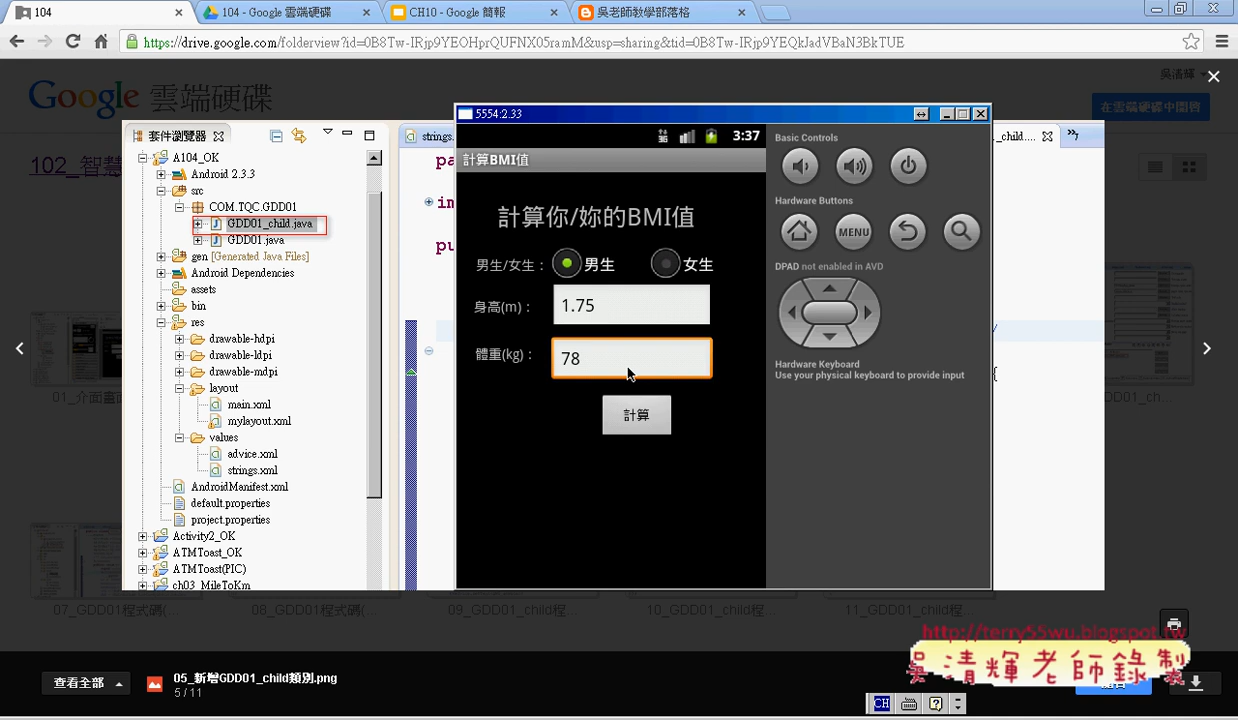 104
104 - Google 雲端硬碟
CH10 - Google 簡報
吳老師教學部落格
https://drive.google.com/folderview?id=0B8Tw-IRjp9YEOHprQUFNX05ramM&usp=sharing&tid=0B8Tw-IRjp9YEQkJadVBaN3BkTUE
吳清輝
Google 雲端硬碟
在雲端硬碟中開啟
102_智慧
套件瀏覽器
A104_OK
Android 2.3.3
src
COM.TQC.GDD01
GDD01_child.java
GDD01.java
gen [Generated Java Files]
Android Dependencies
assets
bin
res
drawable-hdpi
drawable-ldpi
drawable-mdpi
layout
main.xml
mylayout.xml
values
advice.xml
strings.xml
AndroidManifest.xml
default.properties
project.properties
Activity2_OK
ATMToast_OK
ATMToast(PIC)
ch03_MileToKm
strings.
_child....
pa
im
pu
{
5554:2.33
3:37
計算BMI值
計算你/妳的BMI值
男生/女生：
男生
女生
身高(m)：
1.75
體重(kg)：
78
計算
Basic Controls
Hardware Buttons
MENU
DPAD not enabled in AVD
Hardware Keyboard
Use your physical keyboard to provide input
01_介面畫
D01_ch...
07_GDD01程式碼(...
08_GDD01程式碼(...
09_GDD01_child程...
10_GDD01_child程...
11_GDD01_child程...
http://terry55wu.blogspot.tw
吳清輝老師錄製
查看全部
05_新增GDD01_child類別.png
5 / 11
CH